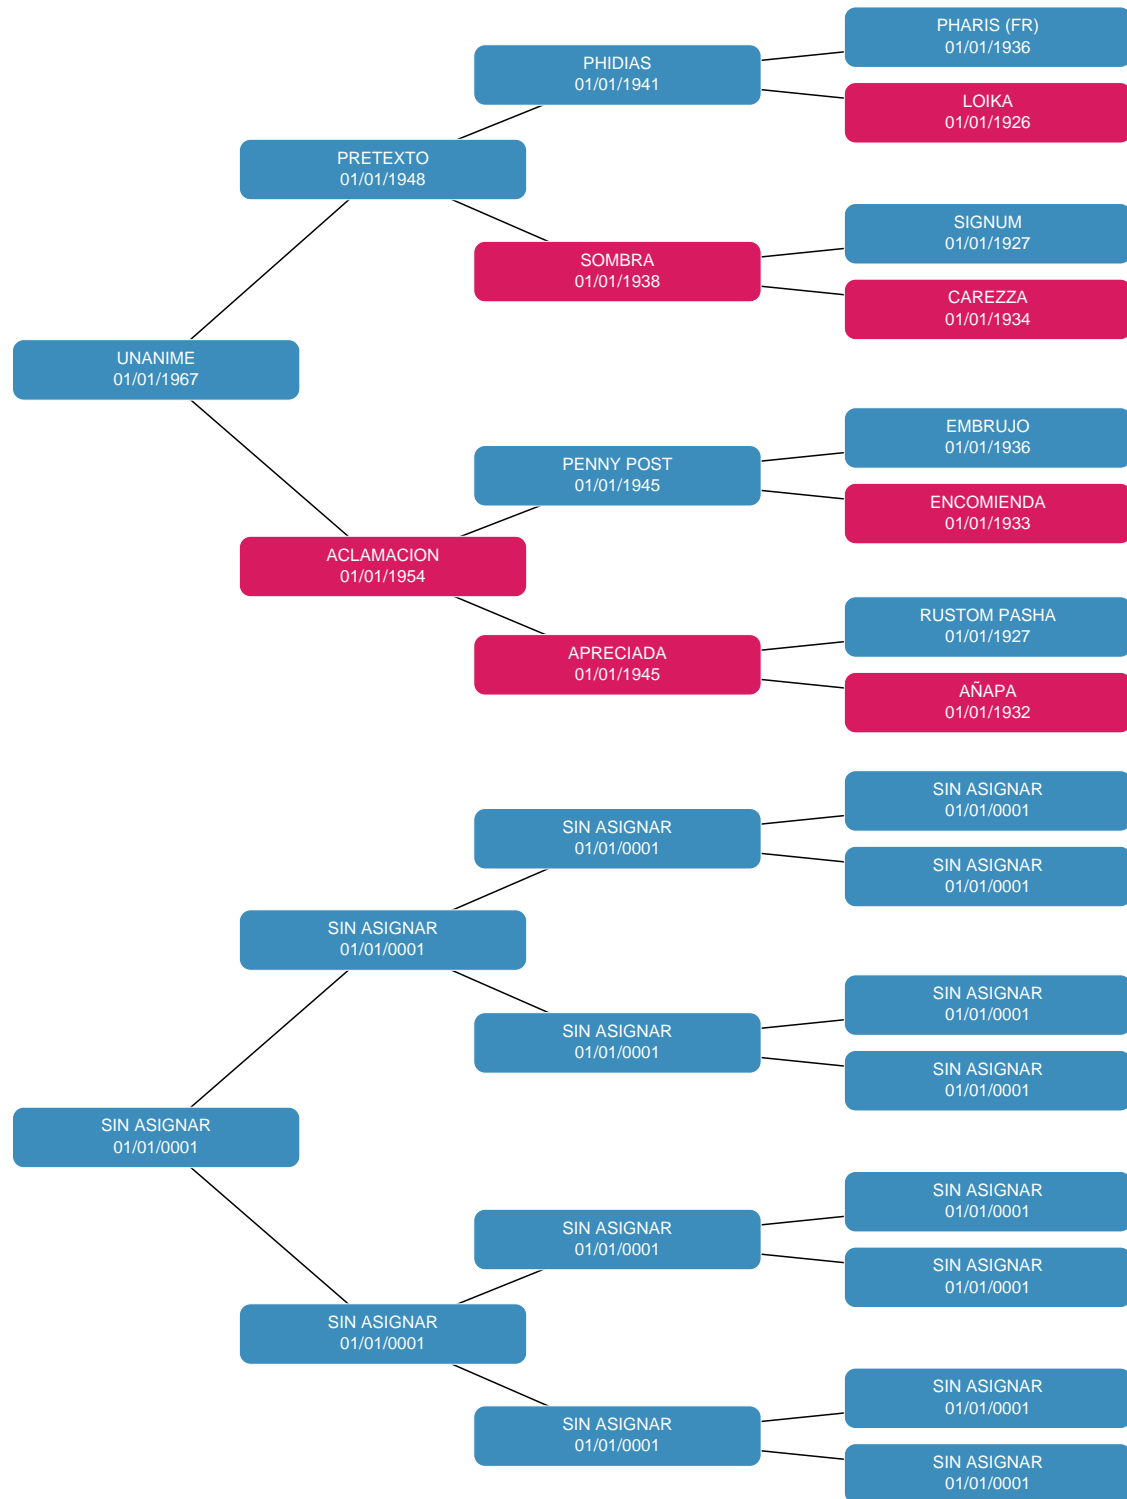 PHARIS (FR)
01/01/1936
PHIDIAS
01/01/1941
LOIKA
01/01/1926
PRETEXTO
01/01/1948
SIGNUM
01/01/1927
SOMBRA
01/01/1938
CAREZZA
01/01/1934
UNANIME
01/01/1967
EMBRUJO
01/01/1936
PENNY POST
01/01/1945
ENCOMIENDA
01/01/1933
ACLAMACION
01/01/1954
RUSTOM PASHA
01/01/1927
APRECIADA
01/01/1945
AÑAPA
01/01/1932
SIN ASIGNAR
01/01/0001
SIN ASIGNAR
01/01/0001
SIN ASIGNAR
01/01/0001
SIN ASIGNAR
01/01/0001
SIN ASIGNAR
01/01/0001
SIN ASIGNAR
01/01/0001
SIN ASIGNAR
01/01/0001
SIN ASIGNAR
01/01/0001
SIN ASIGNAR
01/01/0001
SIN ASIGNAR
01/01/0001
SIN ASIGNAR
01/01/0001
SIN ASIGNAR
01/01/0001
SIN ASIGNAR
01/01/0001
SIN ASIGNAR
01/01/0001
SIN ASIGNAR
01/01/0001